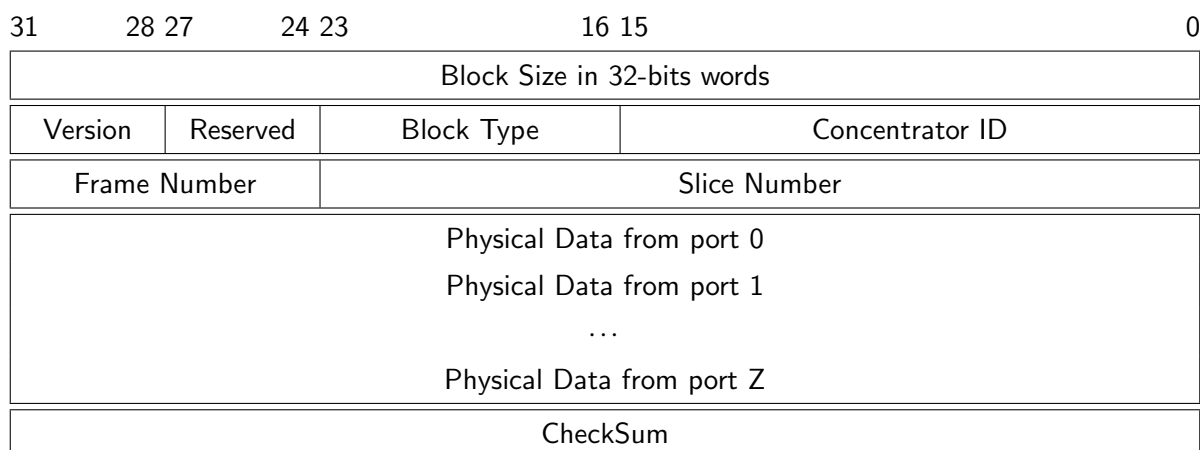 31 28 27 24 23 16 15 0
Block Size in 32-bits words
Version Reserved Block Type Concentrator ID
Frame Number Slice Number
Physical Data from port 0
Physical Data from port 1
...
Physical Data from port Z
CheckSum